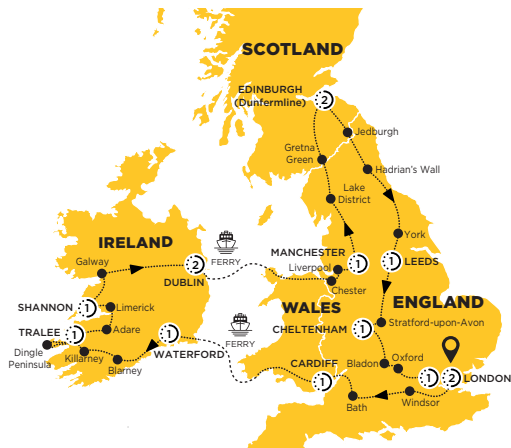 SCOTLAND
EDINBURGH
(Dunfermline)
2
Jedburgh
Gretna
Green
Hadrian's Wall
Lake
District
York
IRELAND
FERRY
MANCHESTER
1
1
LEEDS
Galway
2
DUBLIN
Liverpool
Chester
SHANNON
1
Limerick
WALES
ENGLAND
TRALEE
1
Adare
1
FERRY
CHELTENHAM
1
Stratford-upon-Avon
Dingle
Peninsula
Killarney
WATERFORD
Blarney
CARDIFF
1
Bladon
Oxford
1
2
LONDON
Bath
Windsor